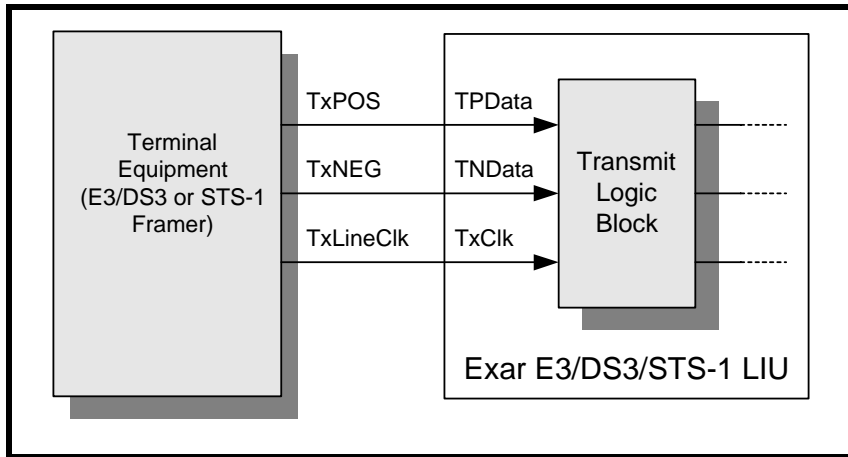 Terminal
Equipment
(E3/DS3 or STS-1
Framer)
TxPOS
TPData
TxNEG
TNData
TxLineClk
TxClk
Transmit
Logic
Block
Exar E3/DS3/STS-1 LIU